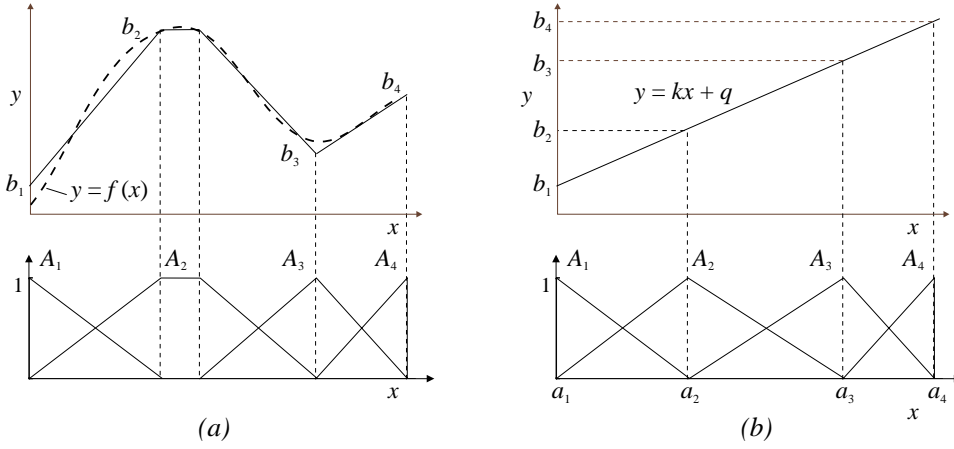 b₂
y
b₄
b₃
b₁
y = f (x)
x
A₁ A₂ A₃ A₄
1
x
(a)
b₄
b₃
y
y = kx + q
b₂
b₁
x
A₁ A₂ A₃ A₄
1
a₁ a₂ a₃ a₄
x
(b)